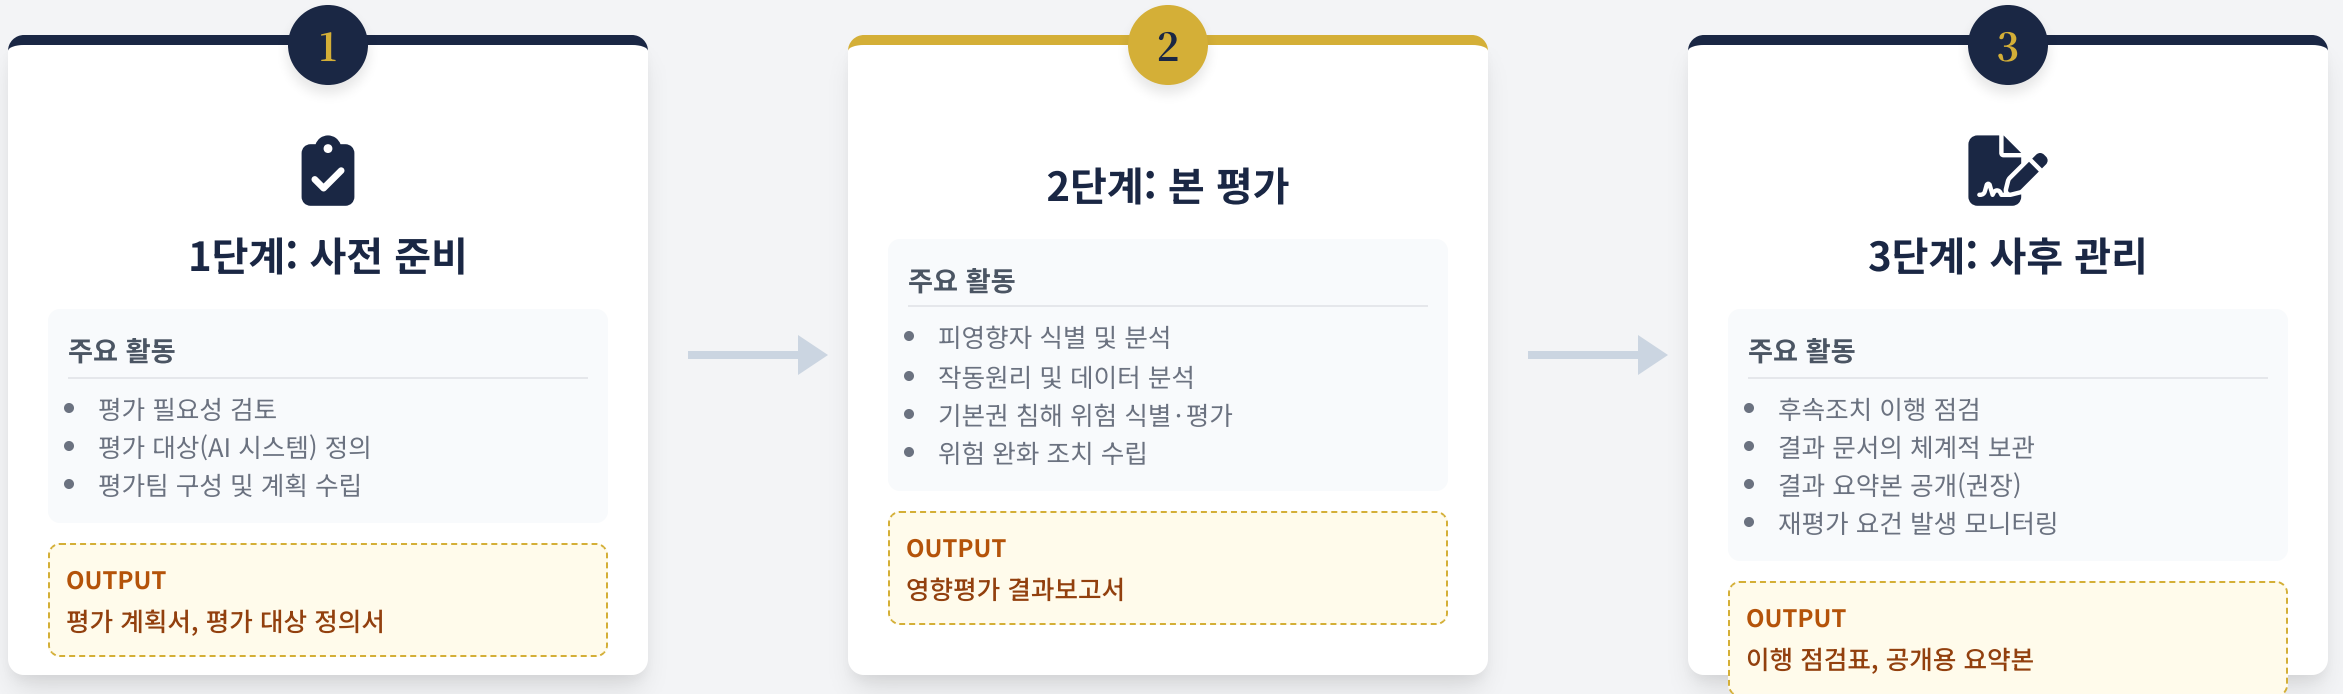 1
1단계: 사전 준비
주요 활동
평가 필요성 검토
평가 대상(AI 시스템) 정의
평가팀 구성 및 계획 수립
OUTPUT
평가 계획서, 평가 대상 정의서
2
2단계: 본 평가
주요 활동
피영향자 식별 및 분석
작동원리 및 데이터 분석
기본권 침해 위험 식별·평가
위험 완화 조치 수립
OUTPUT
영향평가 결과보고서
3
3단계: 사후 관리
주요 활동
후속조치 이행 점검
결과 문서의 체계적 보관
결과 요약본 공개(권장)
재평가 요건 발생 모니터링
OUTPUT
이행 점검표, 공개용 요약본